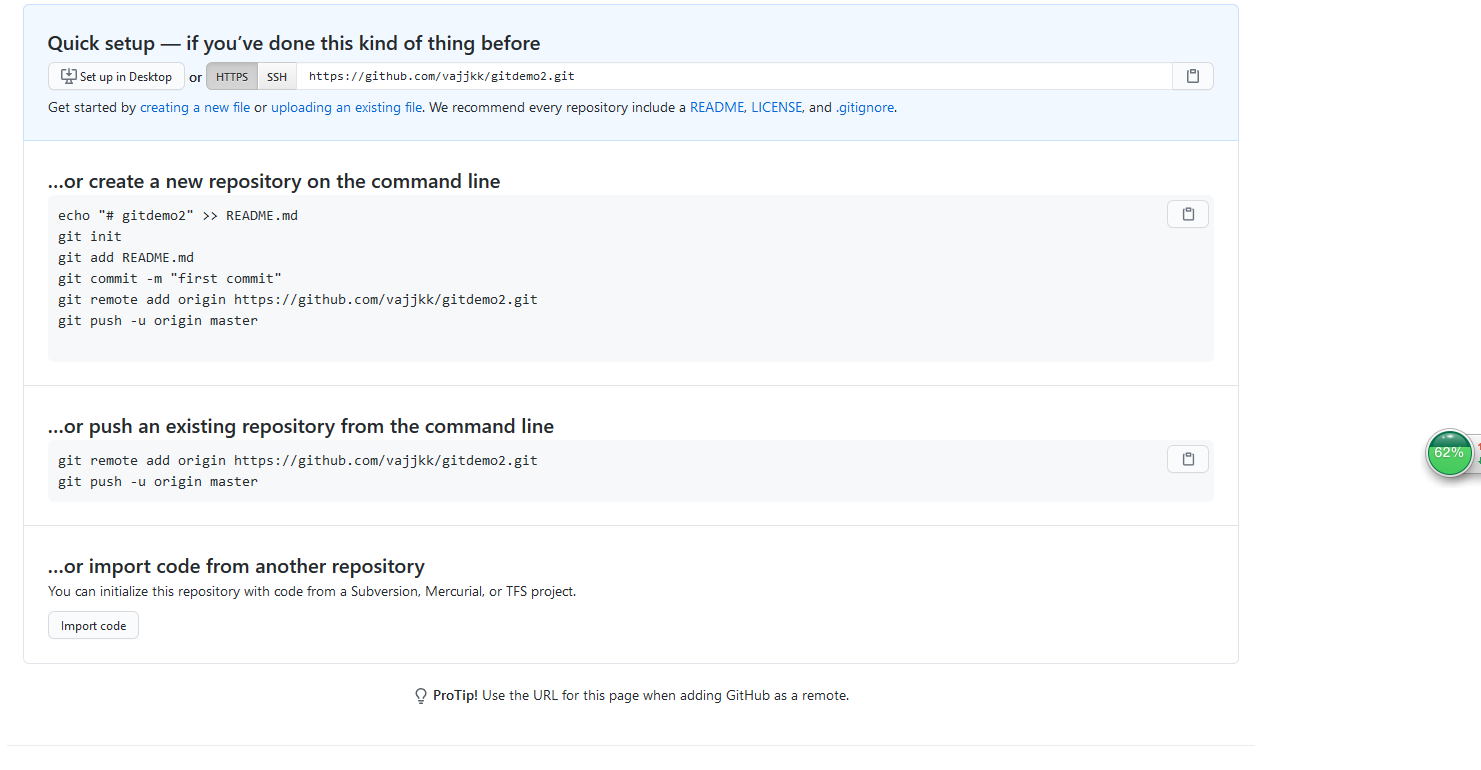 Quick setup — if you’ve done this kind of thing before
Set up in Desktop or HTTPS SSH https://github.com/vajjkk/gitdemo2.git
Get started by creating a new file or uploading an existing file. We recommend every repository include a README, LICENSE, and .gitignore.
…or create a new repository on the command line
echo "# gitdemo2" >> README.md
git init
git add README.md
git commit -m "first commit"
git remote add origin https://github.com/vajjkk/gitdemo2.git
git push -u origin master
…or push an existing repository from the command line
git remote add origin https://github.com/vajjkk/gitdemo2.git
git push -u origin master
62%
…or import code from another repository
You can initialize this repository with code from a Subversion, Mercurial, or TFS project.
Import code
ProTip! Use the URL for this page when adding GitHub as a remote.